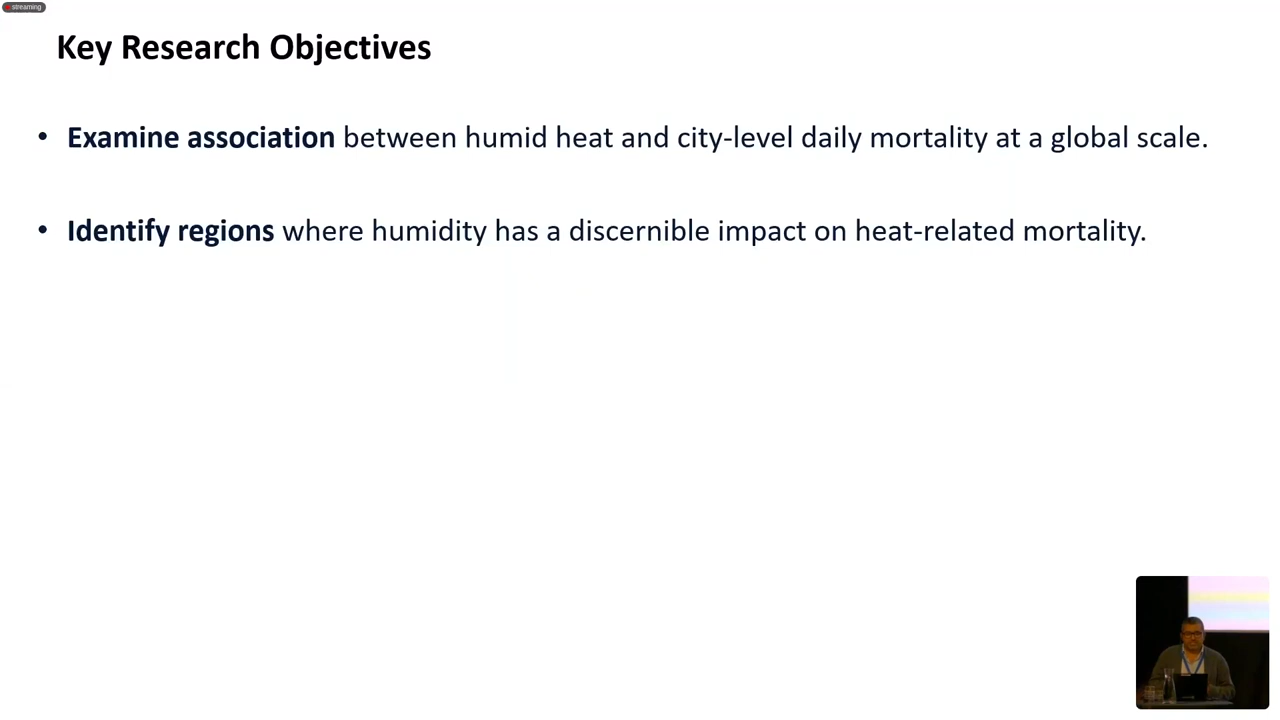 streaming
Key Research Objectives
• Examine association between humid heat and city-level daily mortality at a global scale.
• Identify regions where humidity has a discernible impact on heat-related mortality.